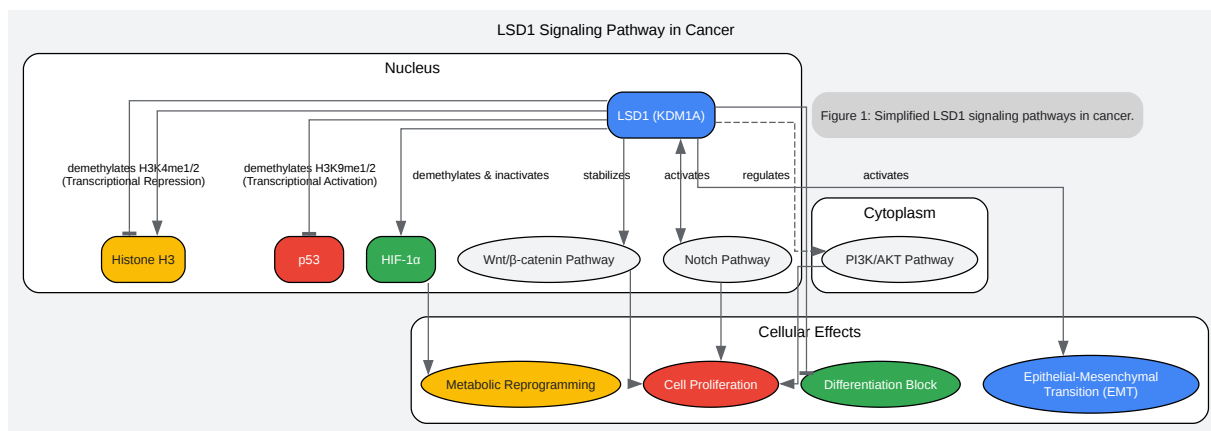 LSD1 Signaling Pathway in Cancer
Nucleus
LSD1 (KDM1A)
Figure 1: Simplified LSD1 signaling pathways in cancer.
demethylates H3K4me1/2
(Transcriptional Repression)
demethylates H3K9me1/2
(Transcriptional Activation)
demethylates & inactivates
stabilizes
activates
regulates
activates
Cytoplasm
Histone H3
p53
HIF-1α
Wnt/β-catenin Pathway
Notch Pathway
PI3K/AKT Pathway
Cellular Effects
Metabolic Reprogramming
Cell Proliferation
Differentiation Block
Epithelial-Mesenchymal
Transition (EMT)